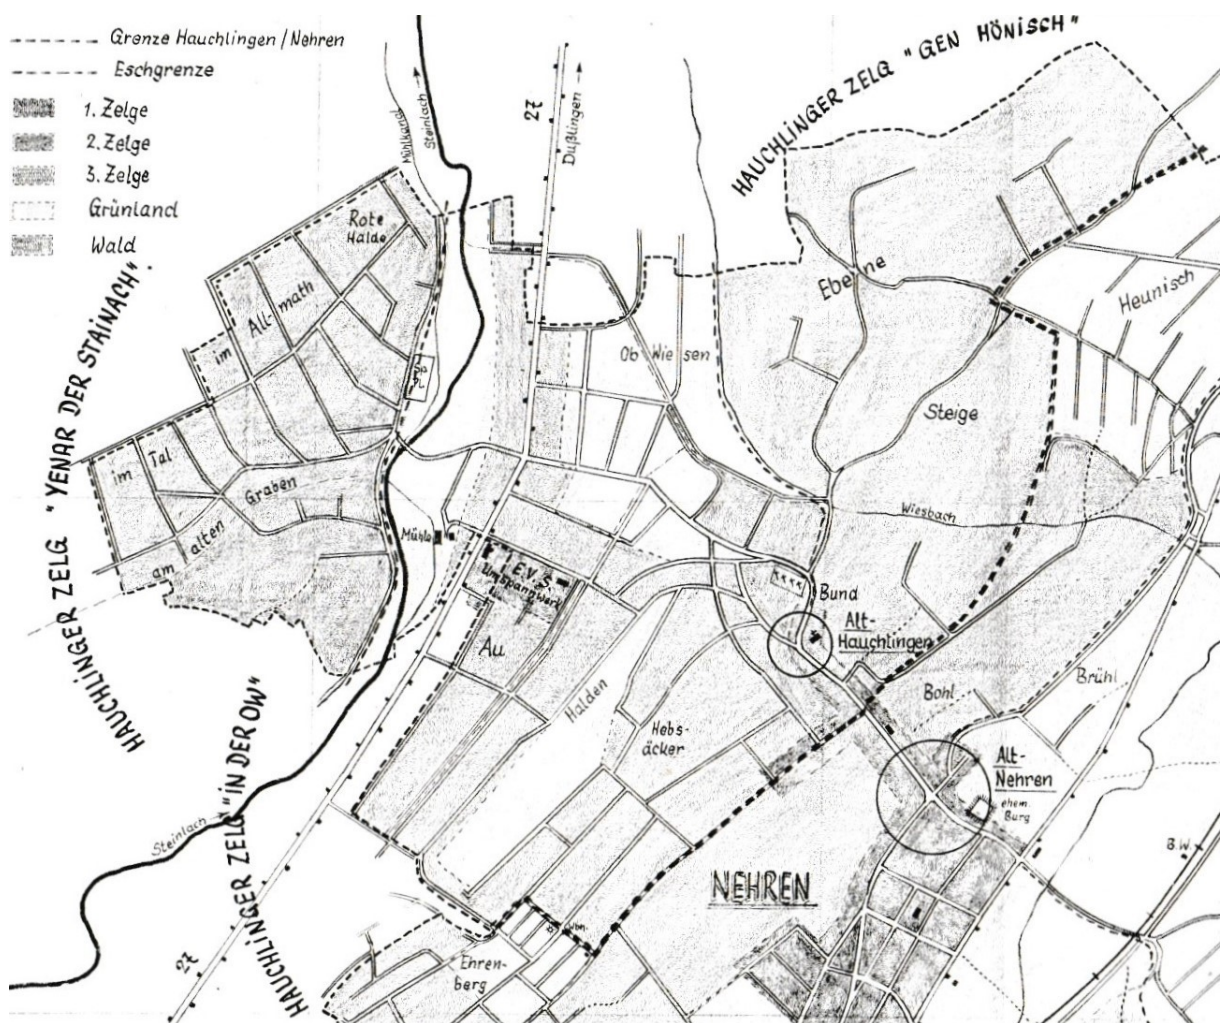 Grenze Hauchlingen / Nehren
Eschgrenze
1. Zelge
2. Zelge
3. Zelge
Grünland
Wald
HAUCHLINGER ZELG "GEN HÖNISCH"
HAUCHLINGER ZELG "YENAR DER STAINACH"
HAUCHLINGER ZELG "IN DER OW"
Mühlkanal
Steinlach
27
Dußlingen
Rote
Halde
im Allmath
im Tal
am alten Graben
Ob Wiesen
Ebene
Heunisch
Steige
Wiesbach
Mühle
E.V.S.
Umspannwerk
Au
Bund
Alt-
Hauchlingen
Halden
Hebs-
äcker
Bohl
Brühl
Alt-
Nehren
ehem.
Burg
B.W.
NEHREN
Steinlach
27
Ehren-
berg